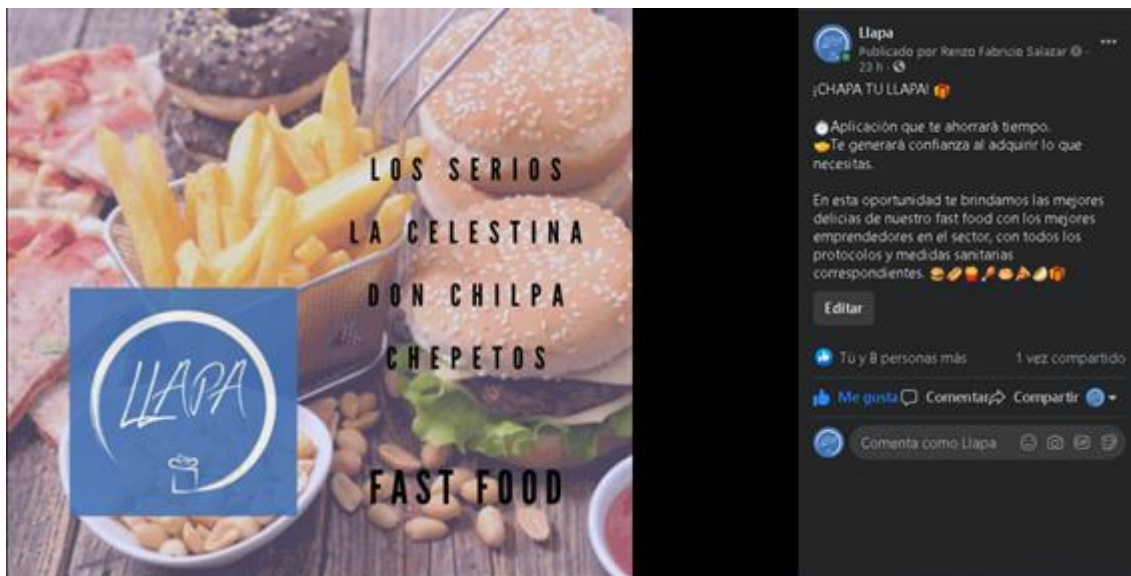 LOS SERIOS
LA CELESTINA
DON CHILPA
CHEPETOS
LLAPA
FAST FOOD
Llapa
Publicado por Renzo Fabricio Salazar
23 h ·
¡CHAPA TU LLAPA! 🎁
⏱Aplicación que te ahorrará tiempo.
🤝Te generará confianza al adquirir lo que
necesitas.
En esta oportunidad te brindamos las mejores
delicias de nuestro fast food con los mejores
emprendedores en el sector, con todos los
protocolos y medidas sanitarias
correspondientes.
Editar
Tú y 8 personas más 1 vez compartido
Me gusta Comentar Compartir
Comenta como Llapa